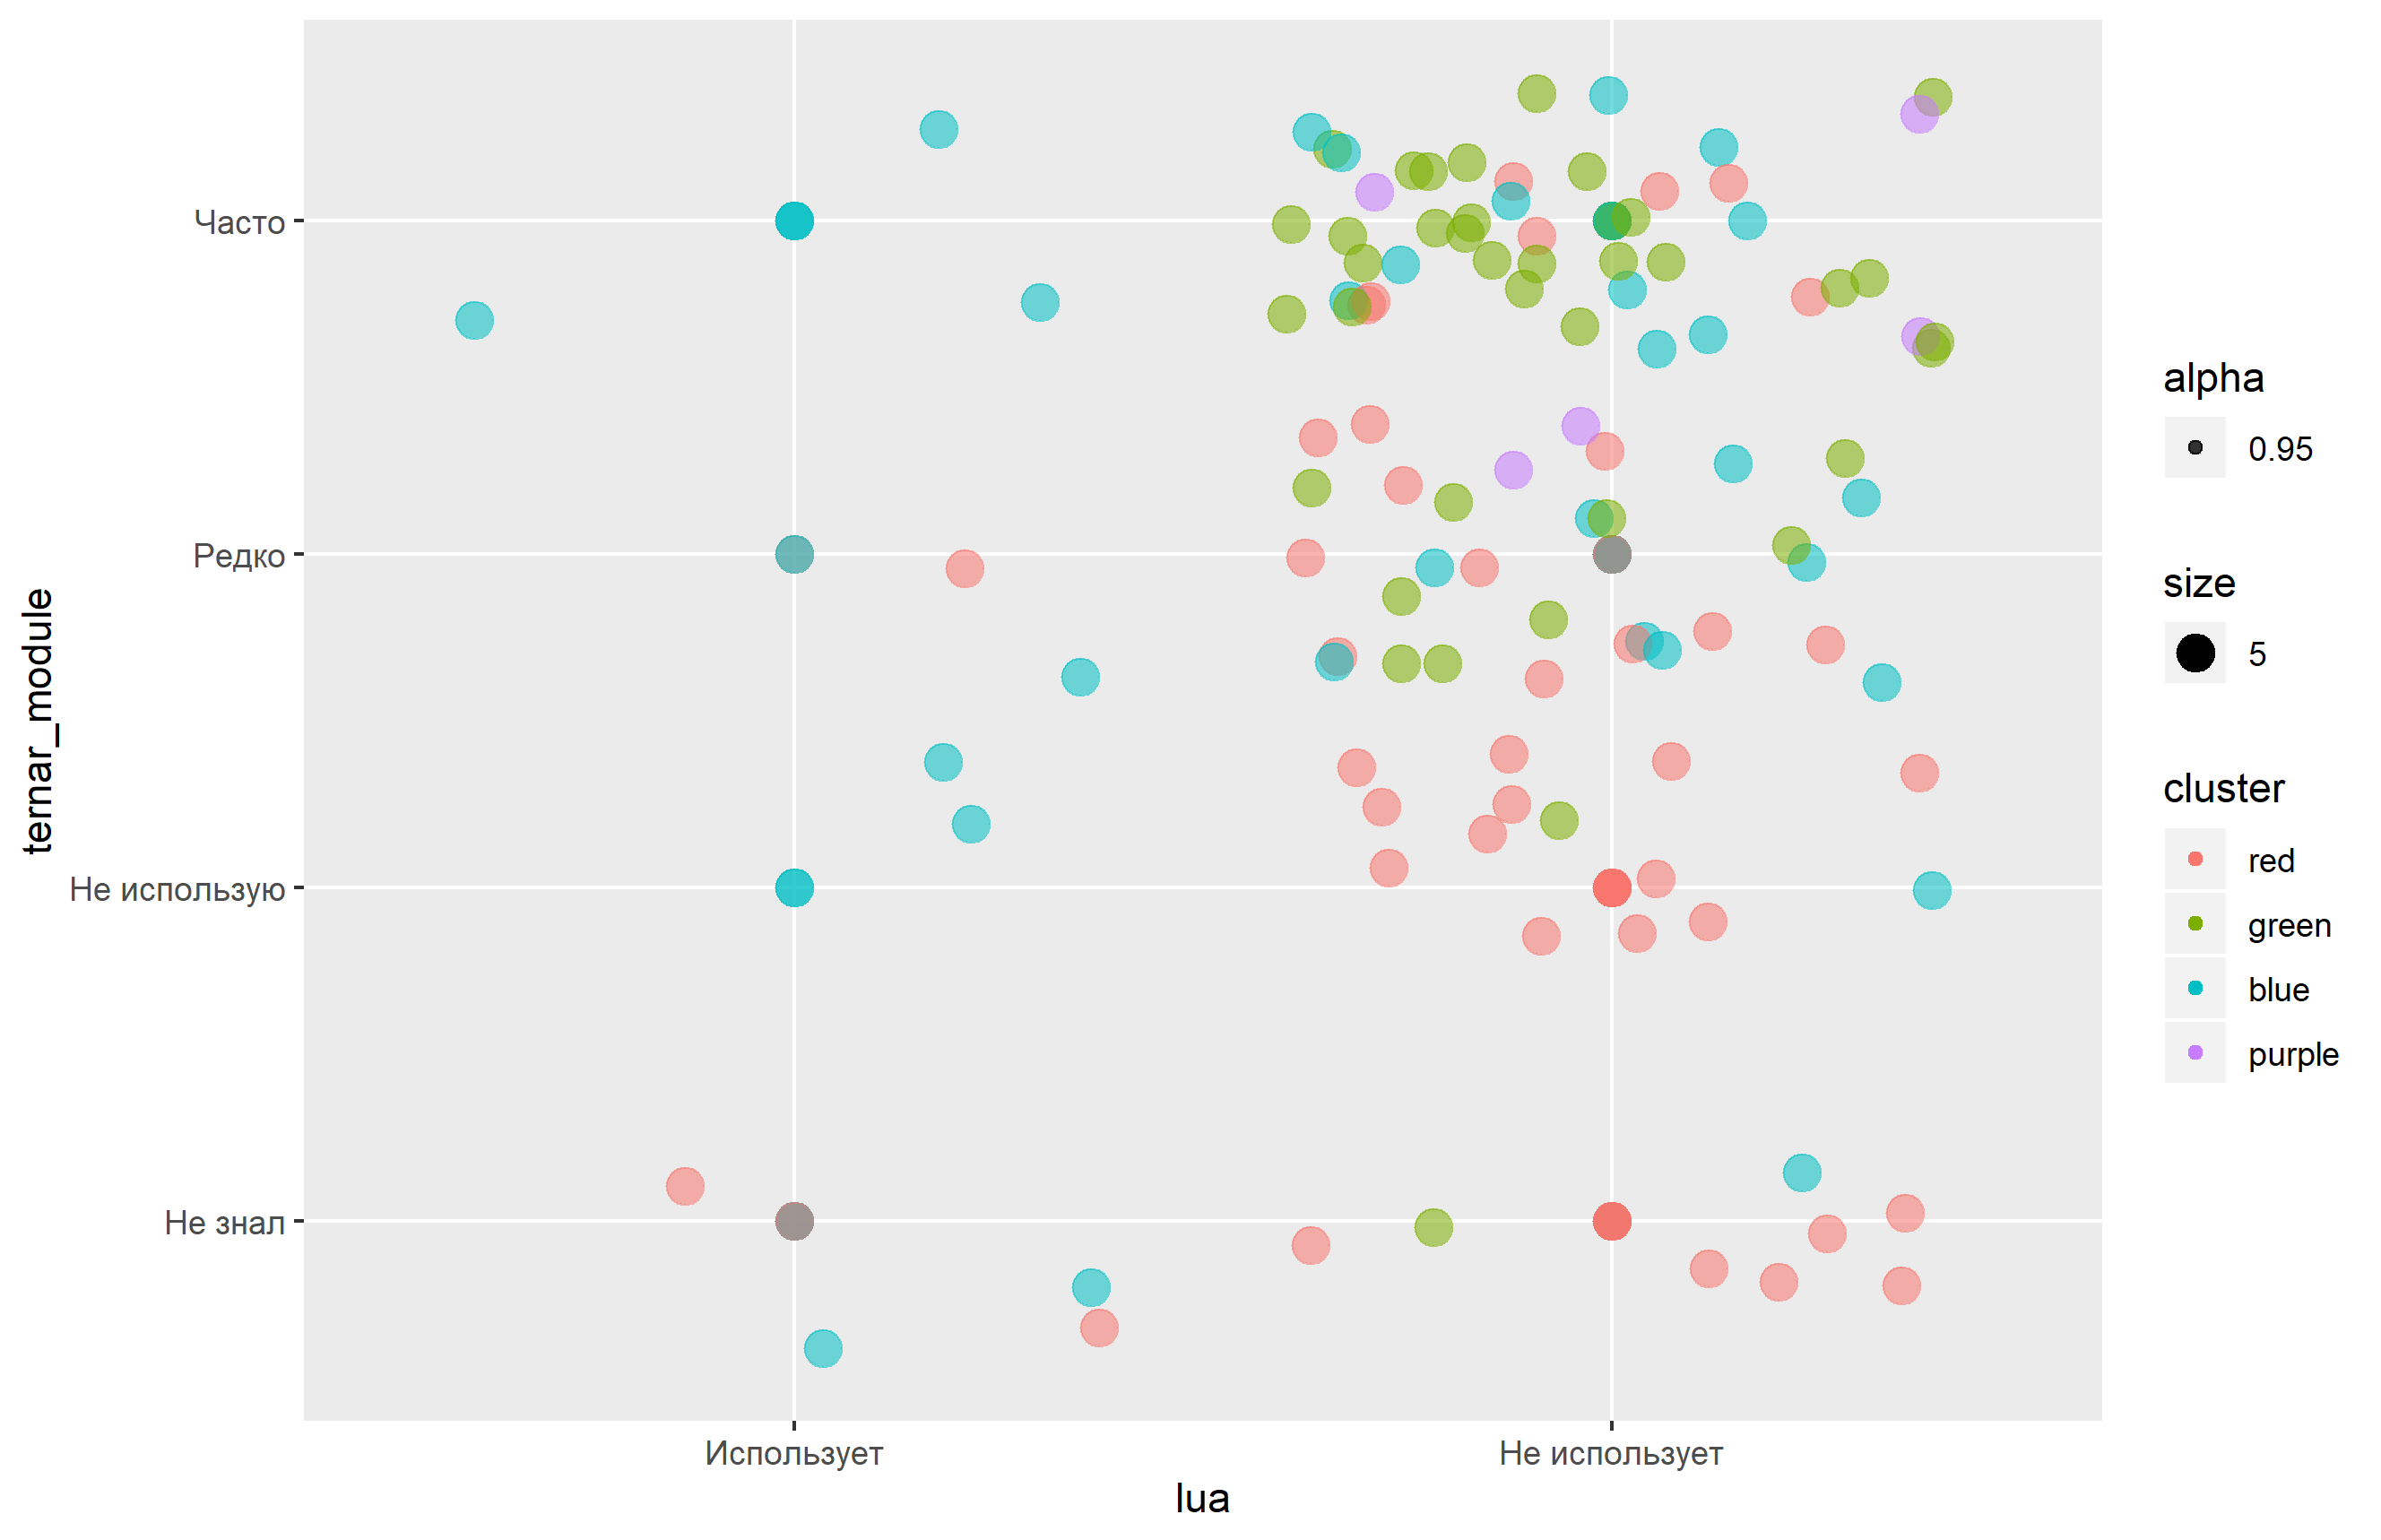 ternar_module
Часто
Редко
Не использую
Не знал
Использует
Не использует
lua
alpha
0.95
size
5
cluster
red
green
blue
purple